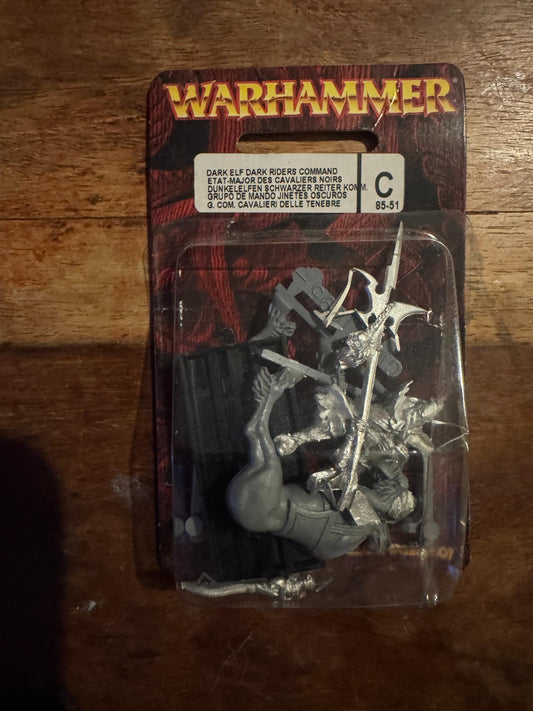 WARHAMMER
DARK ELF DARK RIDERS COMMAND
ETAT-MAJOR DES CAVALIERS NOIRS
DUNKELELFEN SCHWARZER REITER KOMM.
GRUPO DE MANDO JINETES OSCUROS
G. COM. CAVALIERI DELLE TENEBRE
C
85-51